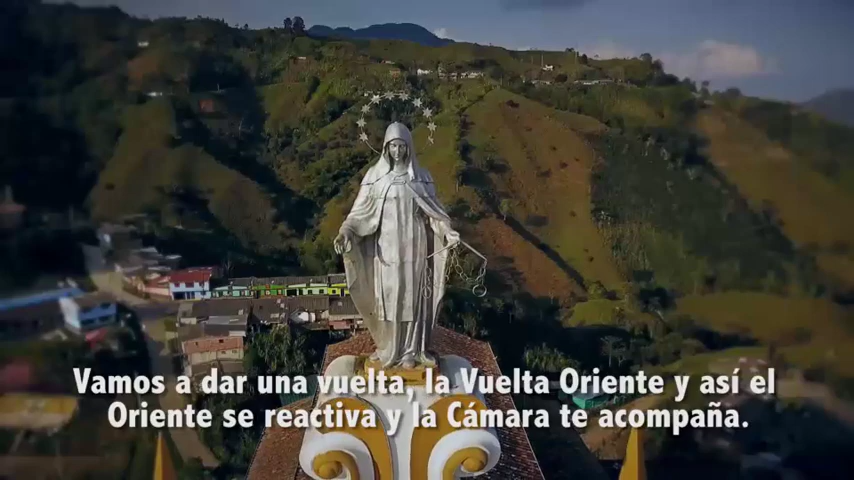 Vamos a dar una vuelta, la Vuelta Oriente y así el
Oriente se reactiva y la Cámara te acompaña.